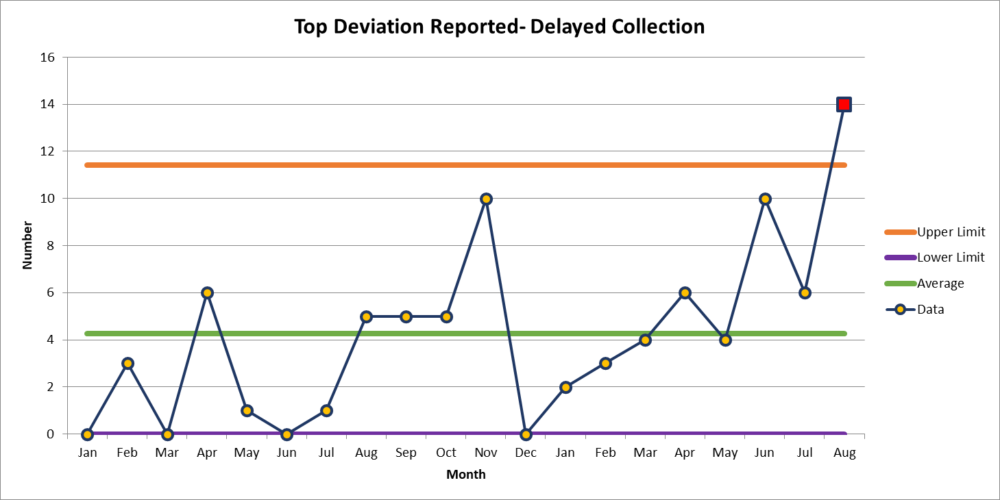 Top Deviation Reported- Delayed Collection
16
14
12
10
8
6
4
2
0
Number
Jan Feb Mar Apr May Jun Jul Aug Sep Oct Nov Dec Jan Feb Mar Apr May Jun Jul Aug
Month
Upper Limit
Lower Limit
Average
Data